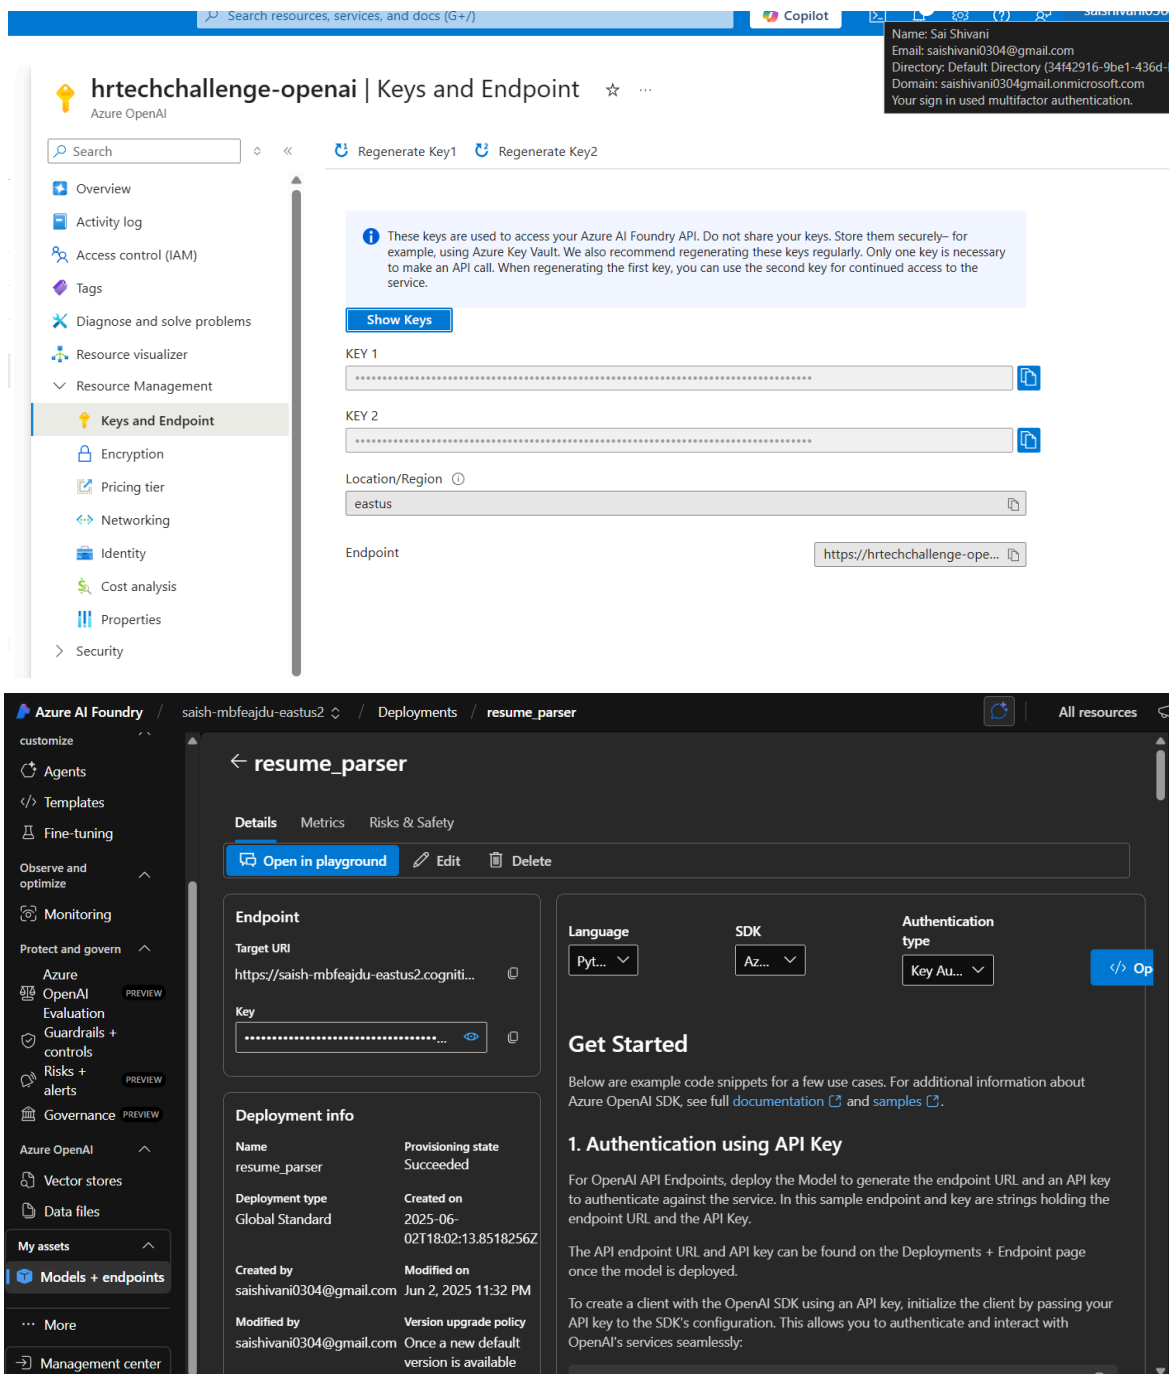 Search resources, services, and docs (G+/)
Copilot
Name: Sai Shivani
Email: saishivani0304@gmail.com
Directory: Default Directory (34f42916-9be1-436d-
Domain: saishivani0304gmail.onmicrosoft.com
Your sign in used multifactor authentication.
hrtechchallenge-openai | Keys and Endpoint
Azure OpenAI
Search
Regenerate Key1
Regenerate Key2
Overview
Activity log
Access control (IAM)
Tags
Diagnose and solve problems
Resource visualizer
Resource Management
Keys and Endpoint
Encryption
Pricing tier
Networking
Identity
Cost analysis
Properties
Security
These keys are used to access your Azure AI Foundry API. Do not share your keys. Store them securely– for
example, using Azure Key Vault. We also recommend regenerating these keys regularly. Only one key is necessary
to make an API call. When regenerating the first key, you can use the second key for continued access to the
service.
Show Keys
KEY 1
KEY 2
Location/Region
eastus
Endpoint
https://hrtechchallenge-ope...
Azure AI Foundry / saish-mbfeajdu-eastus2 / Deployments / resume_parser
All resources
customize
Agents
Templates
Fine-tuning
Observe and
optimize
Monitoring
Protect and govern
Azure
OpenAI PREVIEW
Evaluation
Guardrails +
controls
Risks + PREVIEW
alerts
Governance PREVIEW
Azure OpenAI
Vector stores
Data files
My assets
Models + endpoints
More
Management center
resume_parser
Details Metrics Risks & Safety
Open in playground Edit Delete
Endpoint
Target URI
https://saish-mbfeajdu-eastus2.cogniti...
Key
Deployment info
Name
resume_parser
Provisioning state
Succeeded
Deployment type
Global Standard
Created on
2025-06-
02T18:02:13.8518256Z
Created by
saishivani0304@gmail.com
Modified on
Jun 2, 2025 11:32 PM
Modified by
saishivani0304@gmail.com
Version upgrade policy
Once a new default
version is available
Language
Pyt...
SDK
Az...
Authentication
type
Key Au...
Op
Get Started
Below are example code snippets for a few use cases. For additional information about
Azure OpenAI SDK, see full documentation and samples .
1. Authentication using API Key
For OpenAI API Endpoints, deploy the Model to generate the endpoint URL and an API key
to authenticate against the service. In this sample endpoint and key are strings holding the
endpoint URL and the API Key.
The API endpoint URL and API key can be found on the Deployments + Endpoint page
once the model is deployed.
To create a client with the OpenAI SDK using an API key, initialize the client by passing your
API key to the SDK's configuration. This allows you to authenticate and interact with
OpenAI's services seamlessly: